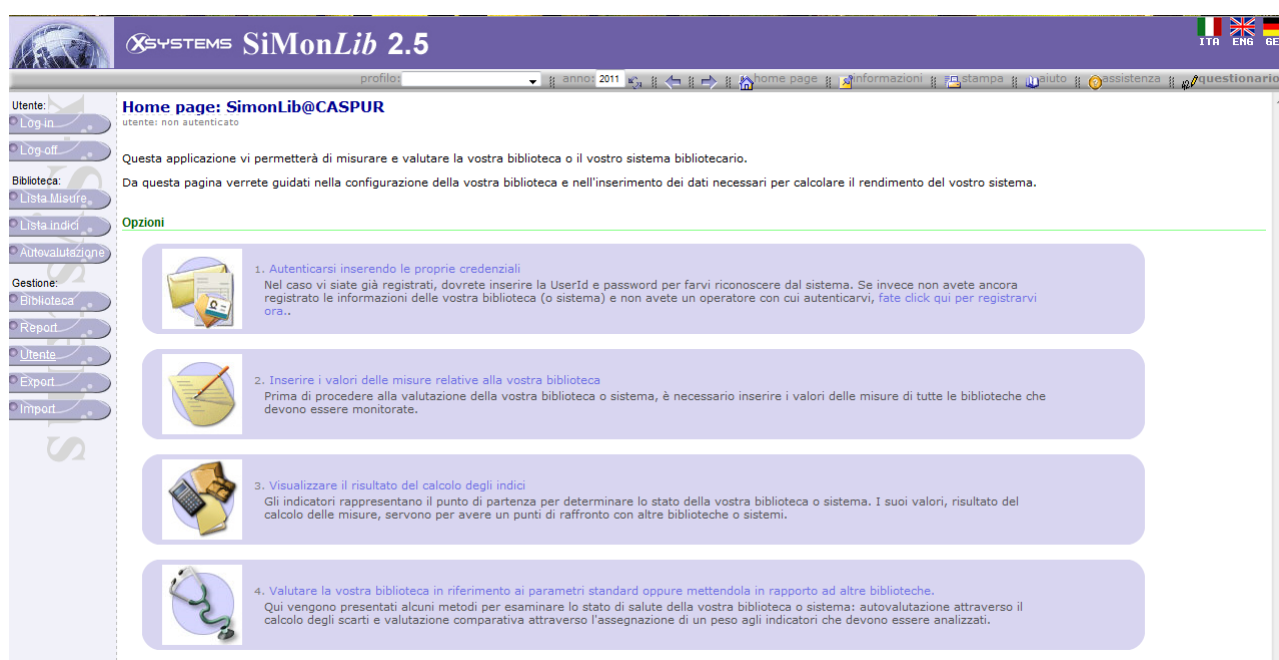 XSYSTEMS SiMonLib 2.5
ITA ENG GE
profilo: anno: 2011 home page informazioni stampa aiuto assistenza questionario
Utente:
Log-in
Log-off
Biblioteca:
Lista Misure
Lista indici
Autovalutazione
Gestione:
Biblioteca
Report
Utente
Export
Import
Home page: SimonLib@CASPUR
utente: non autenticato
Questa applicazione vi permetterà di misurare e valutare la vostra biblioteca o il vostro sistema bibliotecario.
Da questa pagina verrete guidati nella configurazione della vostra biblioteca e nell'inserimento dei dati necessari per calcolare il rendimento del vostro sistema.
Opzioni
1. Autenticarsi inserendo le proprie credenziali
Nel caso vi siate già registrati, dovrete inserire la UserId e password per farvi riconoscere dal sistema. Se invece non avete ancora
registrato le informazioni delle vostra biblioteca (o sistema) e non avete un operatore con cui autenticarvi, fate click qui per registrarvi
ora..
2. Inserire i valori delle misure relative alla vostra biblioteca
Prima di procedere alla valutazione della vostra biblioteca o sistema, è necessario inserire i valori delle misure di tutte le biblioteche che
devono essere monitorate.
3. Visualizzare il risultato del calcolo degli indici
Gli indicatori rappresentano il punto di partenza per determinare lo stato della vostra biblioteca o sistema. I suoi valori, risultato del
calcolo delle misure, servono per avere un punti di raffronto con altre biblioteche o sistemi.
4. Valutare la vostra biblioteca in riferimento ai parametri standard oppure mettendola in rapporto ad altre biblioteche.
Qui vengono presentati alcuni metodi per esaminare lo stato di salute della vostra biblioteca o sistema: autovalutazione attraverso il
calcolo degli scarti e valutazione comparativa attraverso l'assegnazione di un peso agli indicatori che devono essere analizzati.